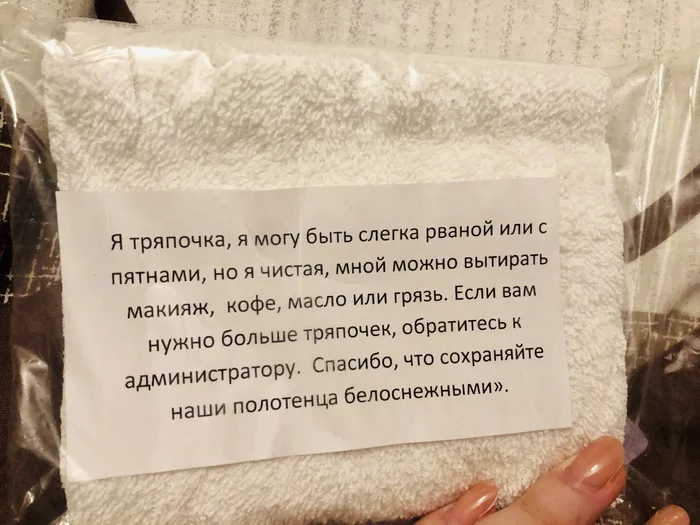 Я тряпочка, я могу быть слегка рваной или с
пятнами, но я чистая, мной можно вытирать
макияж, кофе, масло или грязь. Если вам
нужно больше тряпочек, обратитесь к
администратору. Спасибо, что сохраняйте
наши полотенца белоснежными».